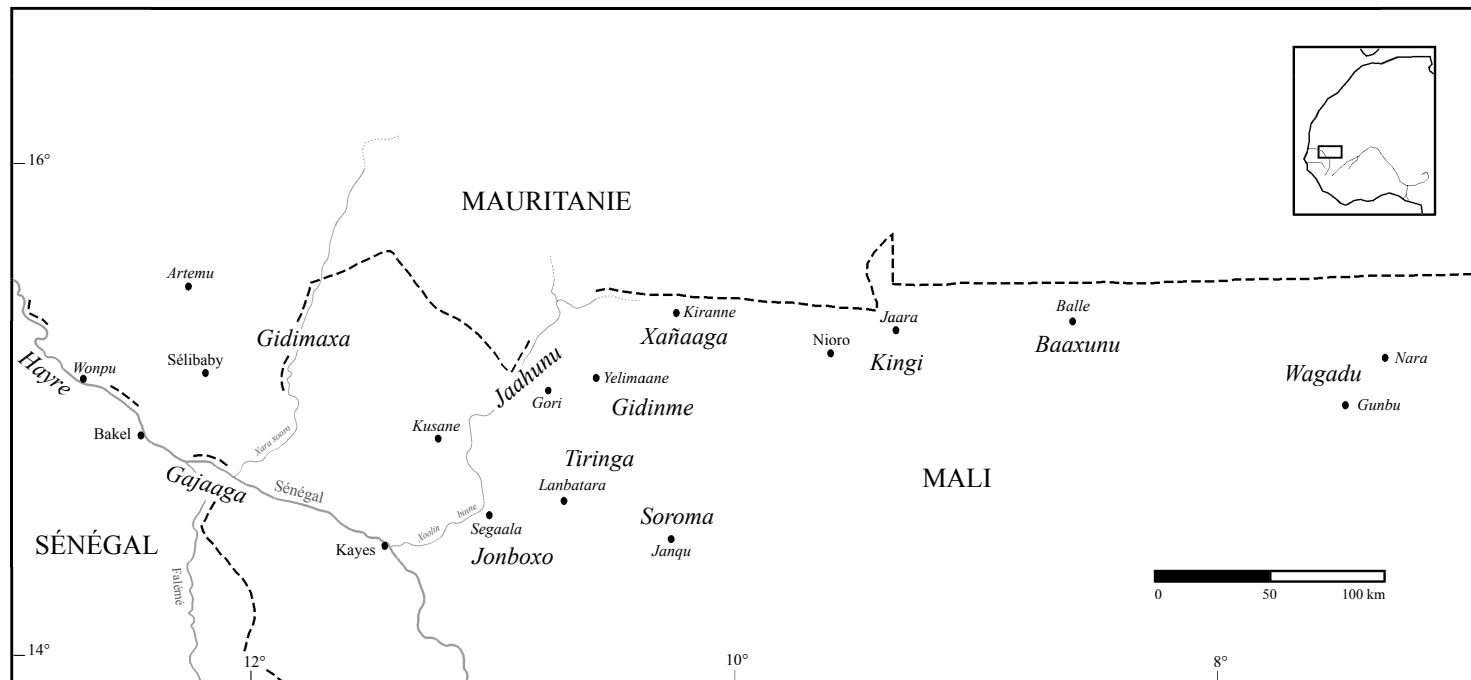 16°
MAURITANIE
Artemu
Kiranne
Balle
Jaara
Xañaaga
Nioro
Gidimaxa
Kingi
Baaxunu
Nara
Wonpu
Sélibaby
Hayre
Jaahunu
Yelimaane
Wagadu
Gori
Gidinme
Gunbu
Bakel
Kusane
Xara xooro
Tiringa
Gajaaga
Sénégal
Lanbatara
MALI
Xoolin binne
Segaala
Soroma
SÉNÉGAL
Kayes
Jonboxo
Janqu
Falémé
0 50 100 km
14°
12° 10° 8°